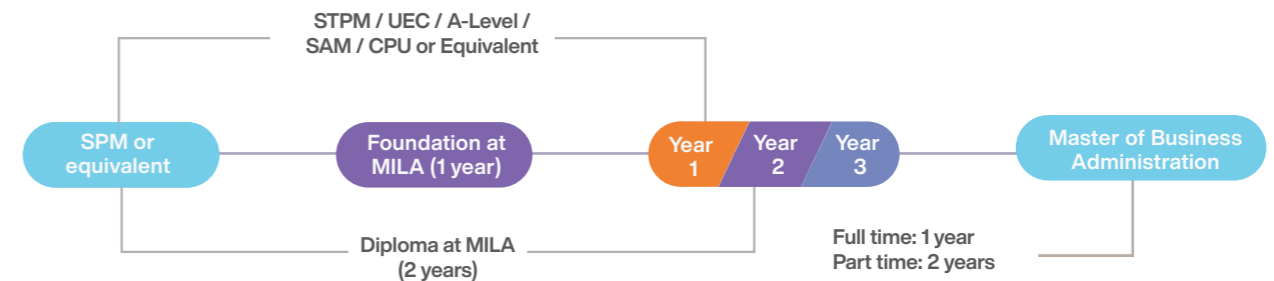 STPM / UEC / A-Level /
SAM / CPU or Equivalent
SPM or
equivalent
Foundation at
MILA (1 year)
Year
1
Year
2
Year
3
Master of Business
Administration
Diploma at MILA
(2 years)
Full time: 1 year
Part time: 2 years